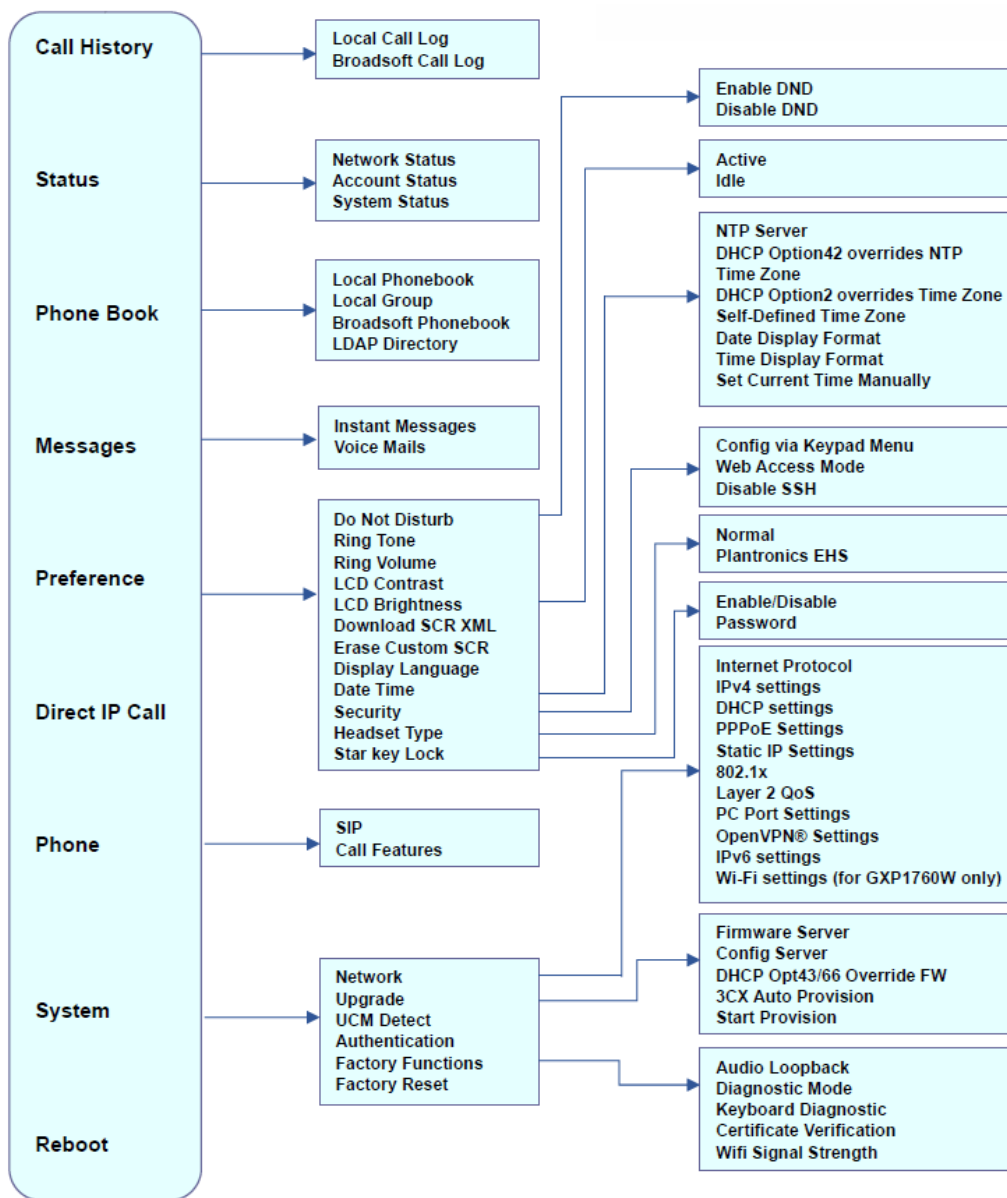 Call History
Status
Phone Book
Messages
Preference
Direct IP Call
Phone
System
Reboot
Local Call Log
Broadsoft Call Log
Network Status
Account Status
System Status
Local Phonebook
Local Group
Broadsoft Phonebook
LDAP Directory
Instant Messages
Voice Mails
Do Not Disturb
Ring Tone
Ring Volume
LCD Contrast
LCD Brightness
Download SCR XML
Erase Custom SCR
Display Language
Date Time
Security
Headset Type
Star key Lock
SIP
Call Features
Network
Upgrade
UCM Detect
Authentication
Factory Functions
Factory Reset
Enable DND
Disable DND
Active
Idle
NTP Server
DHCP Option42 overrides NTP
Time Zone
DHCP Option2 overrides Time Zone
Self-Defined Time Zone
Date Display Format
Time Display Format
Set Current Time Manually
Config via Keypad Menu
Web Access Mode
Disable SSH
Normal
Plantronics EHS
Enable/Disable
Password
Internet Protocol
IPv4 settings
DHCP settings
PPPoE Settings
Static IP Settings
802.1x
Layer 2 QoS
PC Port Settings
OpenVPN® Settings
IPv6 settings
Wi-Fi settings (for GXP1760W only)
Firmware Server
Config Server
DHCP Opt43/66 Override FW
3CX Auto Provision
Start Provision
Audio Loopback
Diagnostic Mode
Keyboard Diagnostic
Certificate Verification
Wifi Signal Strength